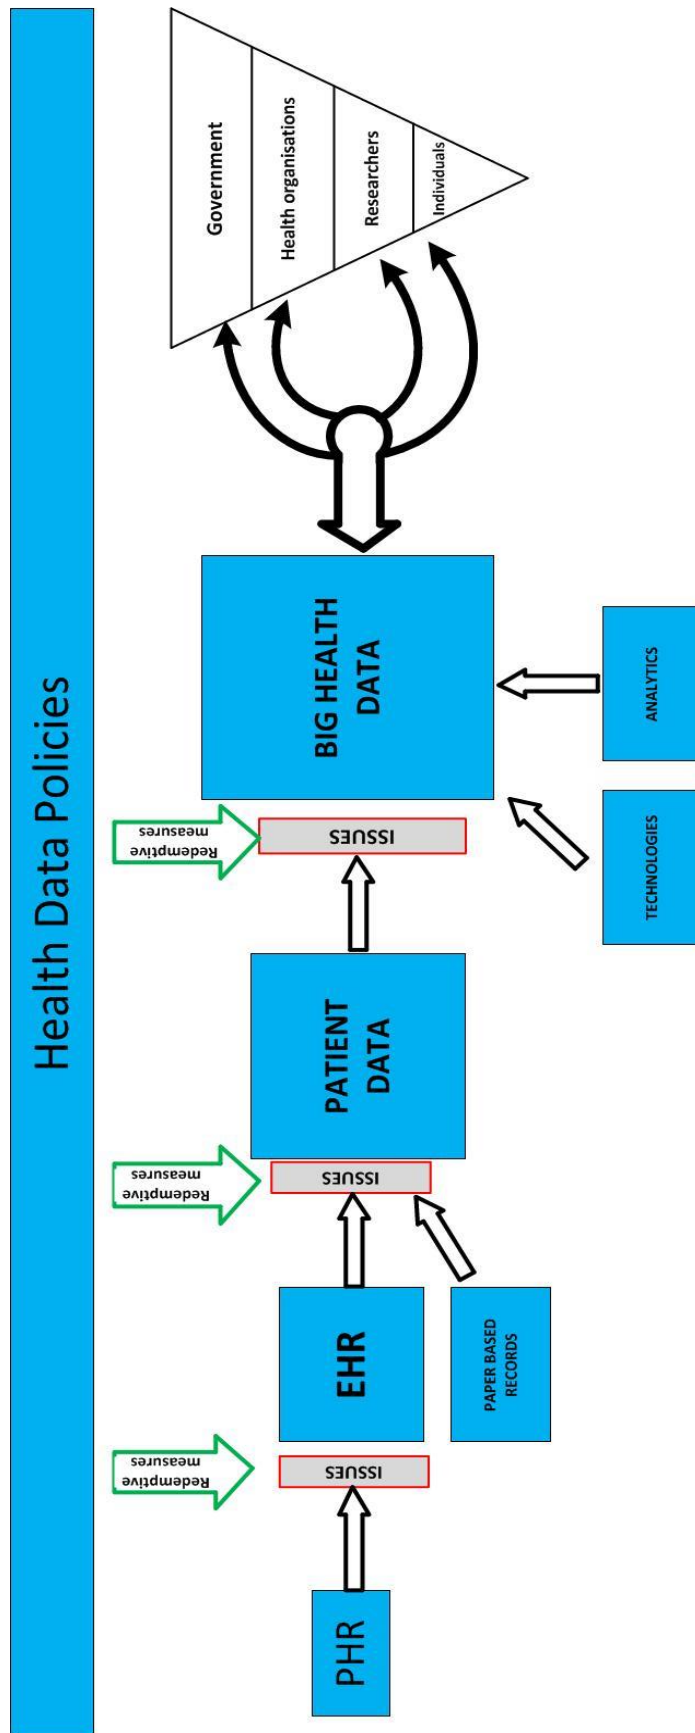 Health Data Policies
Redemptive
measures
Redemptive
measures
Redemptive
measures
PHR
ISSUES
EHR
ISSUES
PATIENT
DATA
ISSUES
BIG HEALTH
DATA
Government
Health organisations
Researchers
Individuals
PAPER BASED
RECORDS
TECHNOLOGIES
ANALYTICS